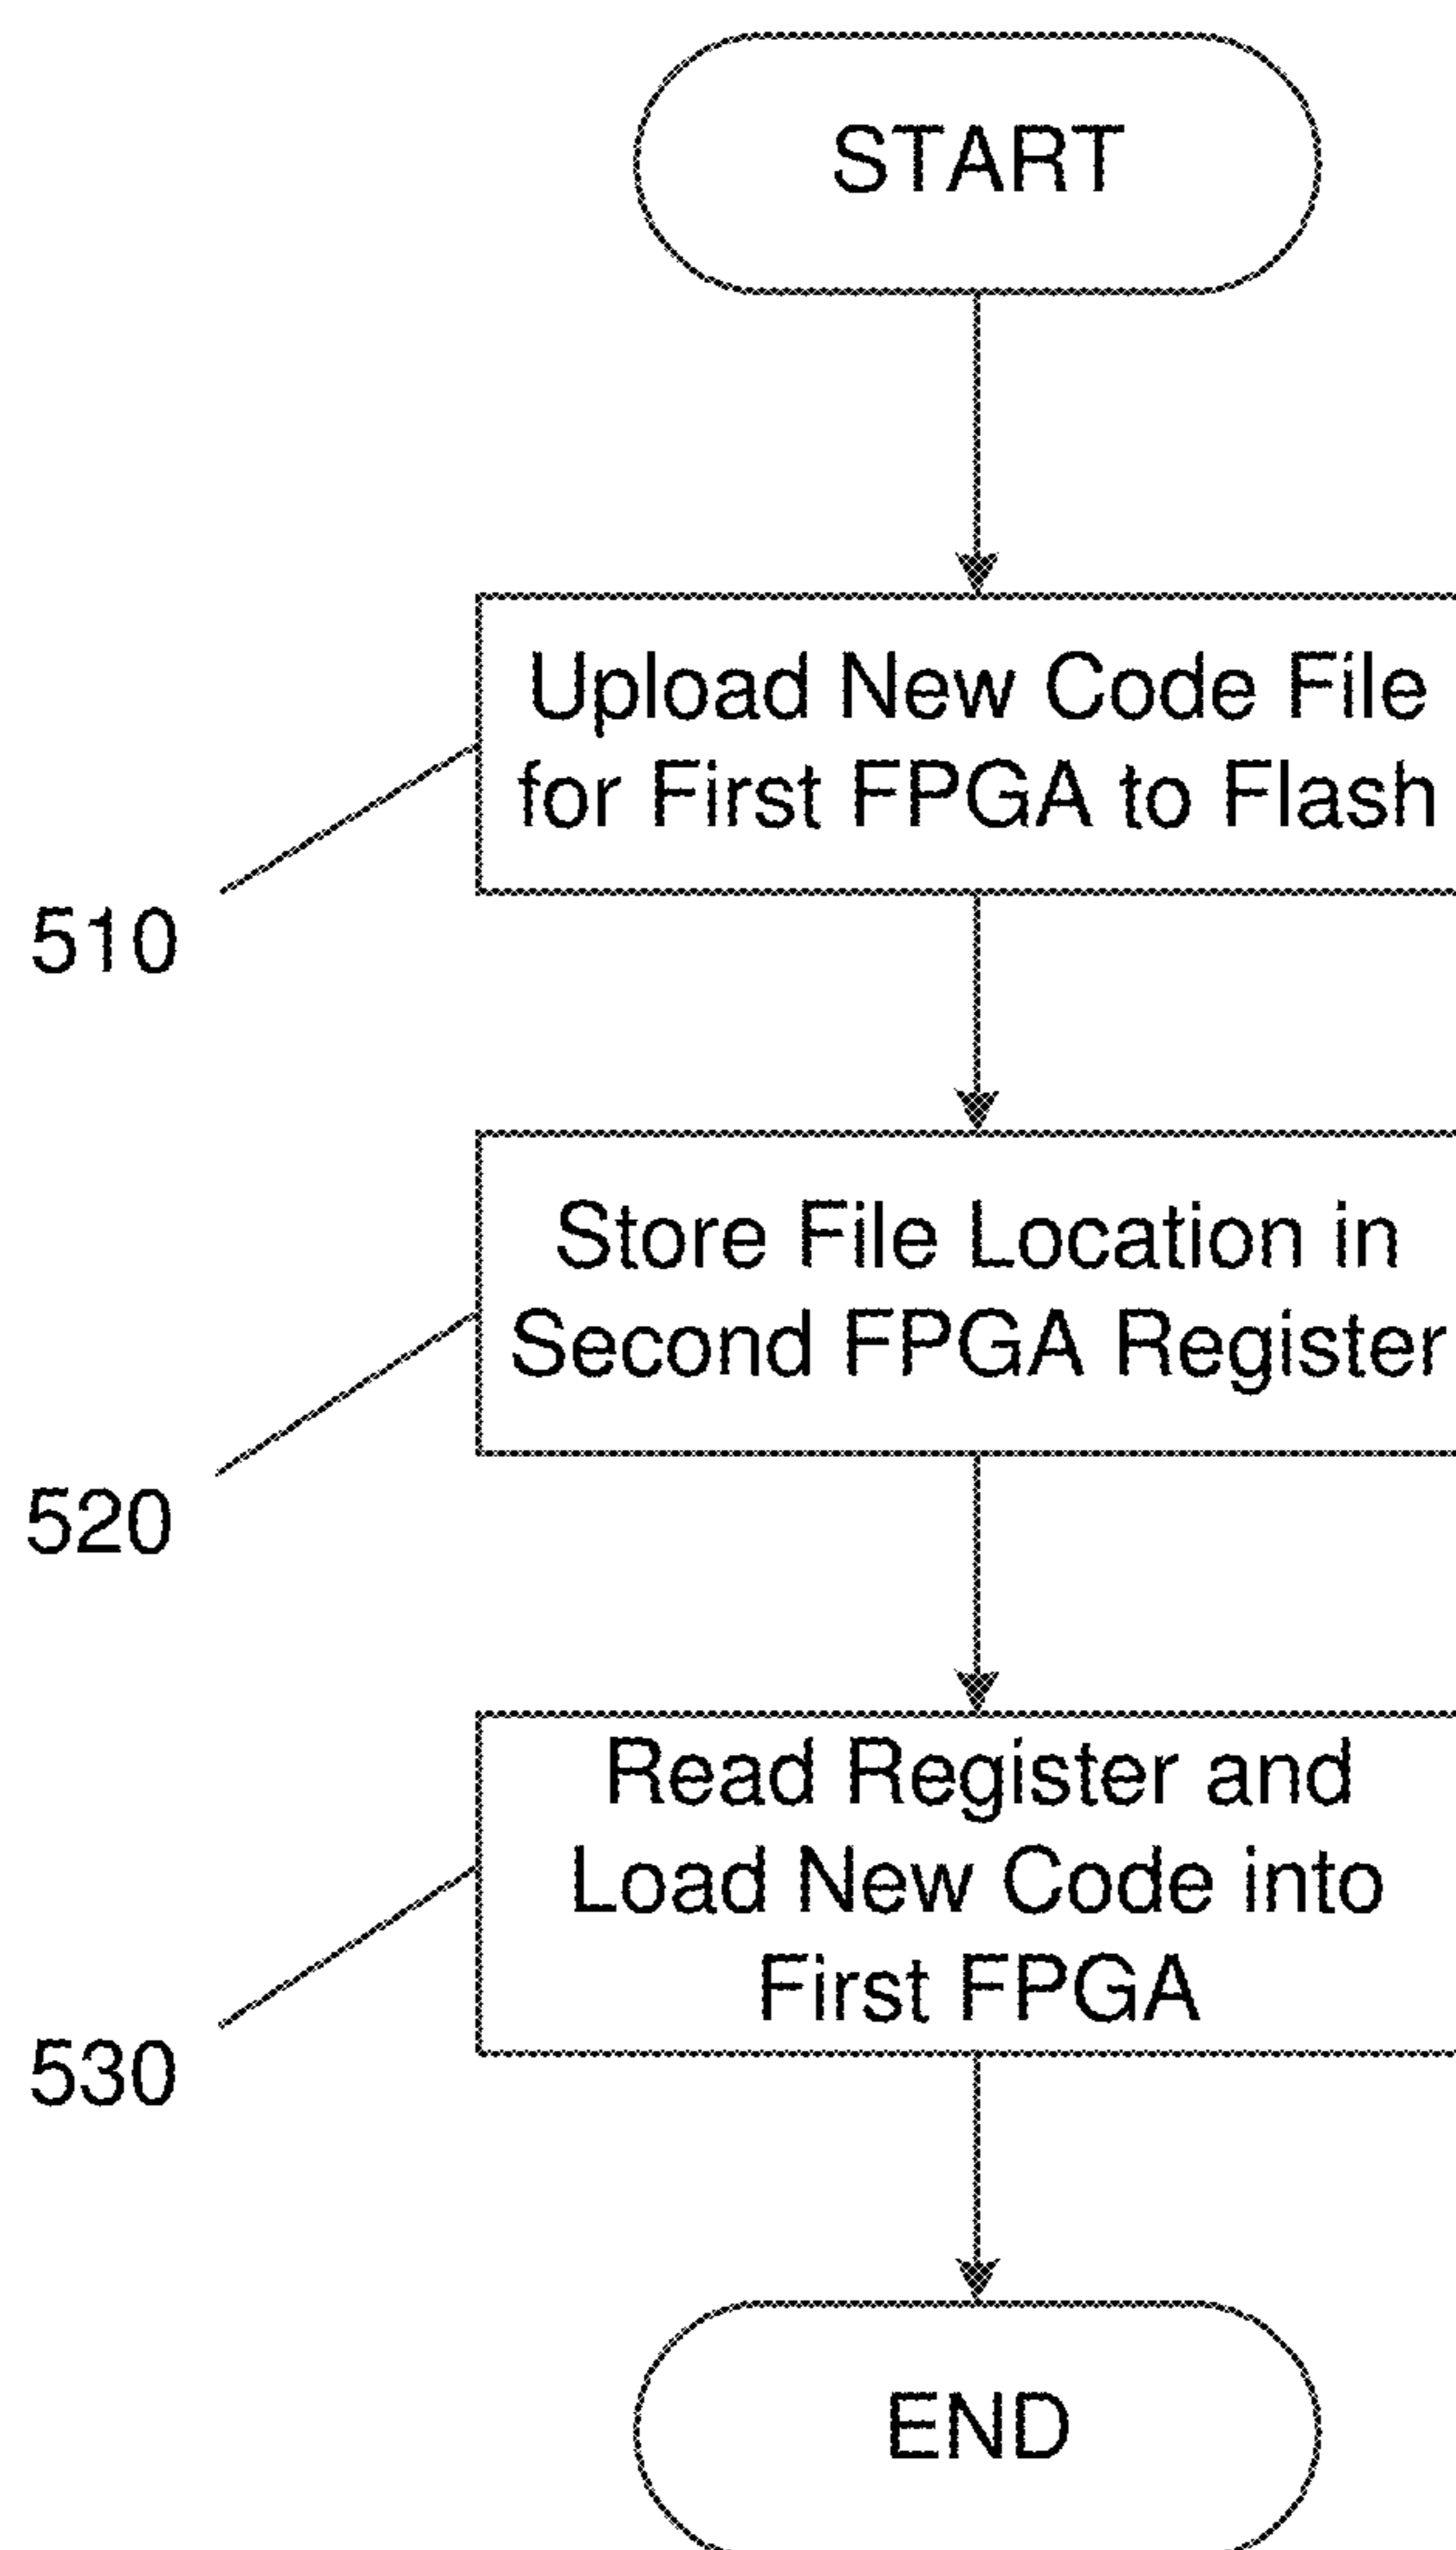 START
Upload New Code File
for First FPGA to Flash
510
Store File Location in
Second FPGA Register
520
Read Register and
Load New Code into
First FPGA
530
END